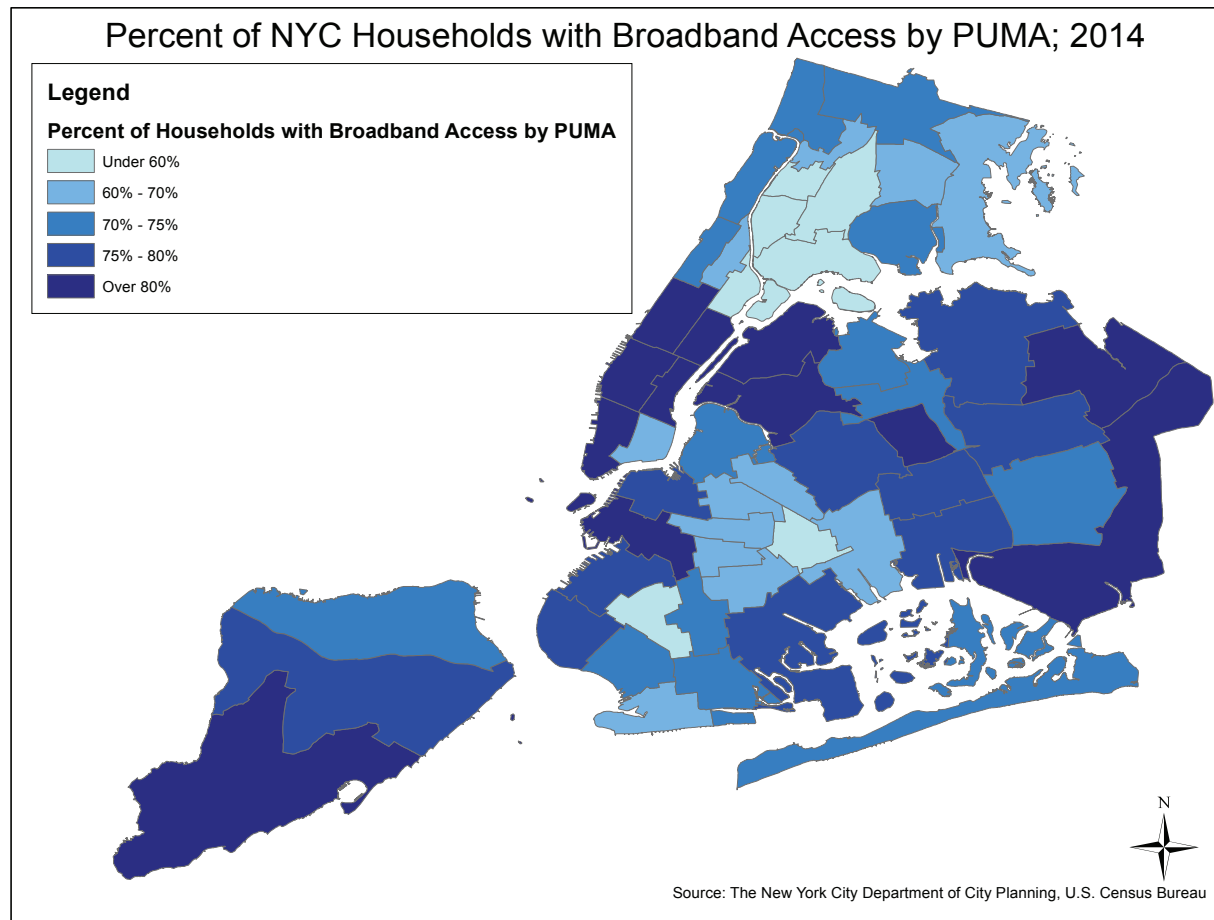 Percent of NYC Households with Broadband Access by PUMA; 2014
Legend
Percent of Households with Broadband Access by PUMA
Under 60%
60% - 70%
70% - 75%
75% - 80%
Over 80%
N
Source: The New York City Department of City Planning, U.S. Census Bureau